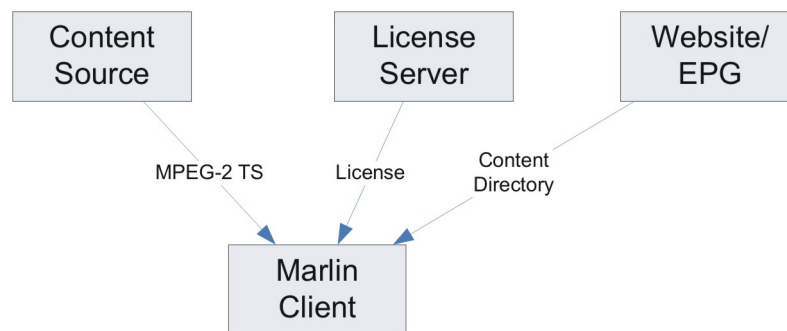 Content
Source
License
Server
Website/
EPG
MPEG-2 TS
License
Content
Directory
Marlin
Client